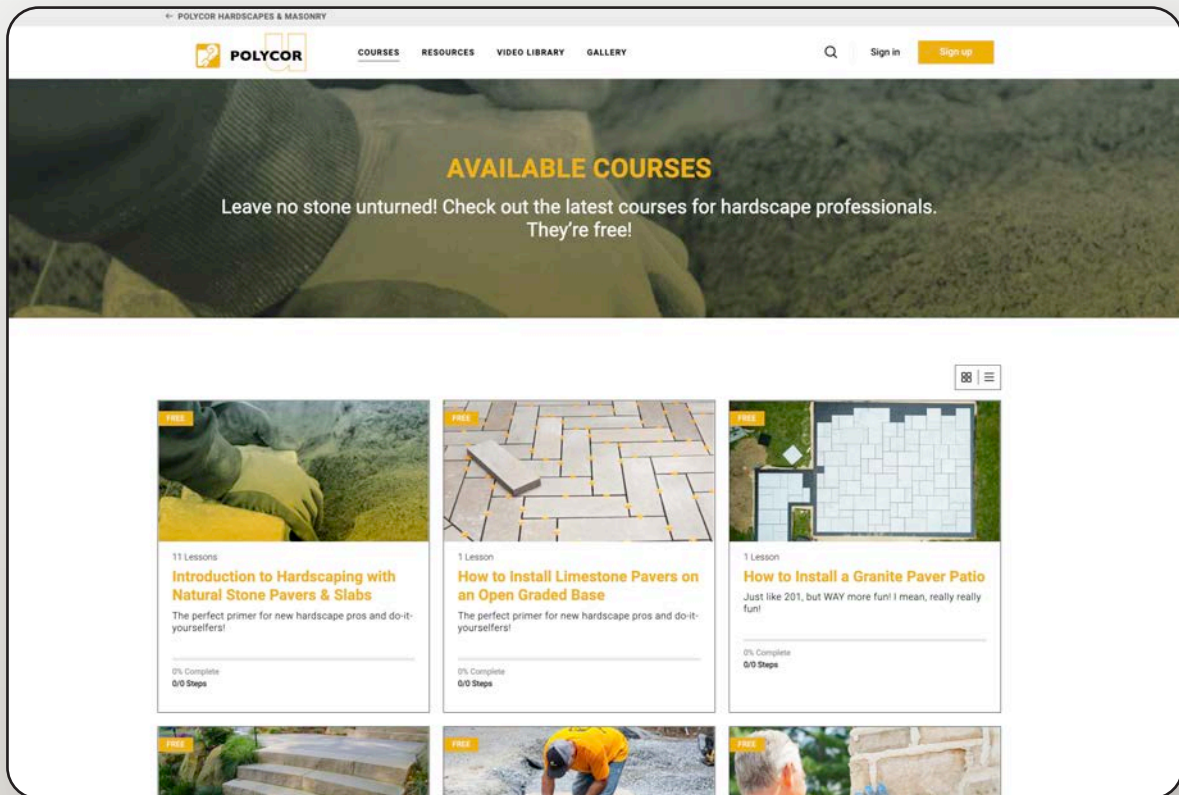 ← POLYCOR HARDSCAPES & MASONRY
POLYCOR
U
COURSES RESOURCES VIDEO LIBRARY GALLERY Sign in Sign up
AVAILABLE COURSES
Leave no stone unturned! Check out the latest courses for hardscape professionals.
They’re free!
FREE
11 Lessons
Introduction to Hardscaping with
Natural Stone Pavers & Slabs
The perfect primer for new hardscape pros and do-it-
yourselfers!
0% Complete
0/0 Steps
FREE
1 Lesson
How to Install Limestone Pavers on
an Open Graded Base
The perfect primer for new hardscape pros and do-it-
yourselfers!
0% Complete
0/0 Steps
FREE
1 Lesson
How to Install a Granite Paver Patio
Just like 201, but WAY more fun! I mean, really really
fun!
0% Complete
0/0 Steps
FREE
FREE
FREE